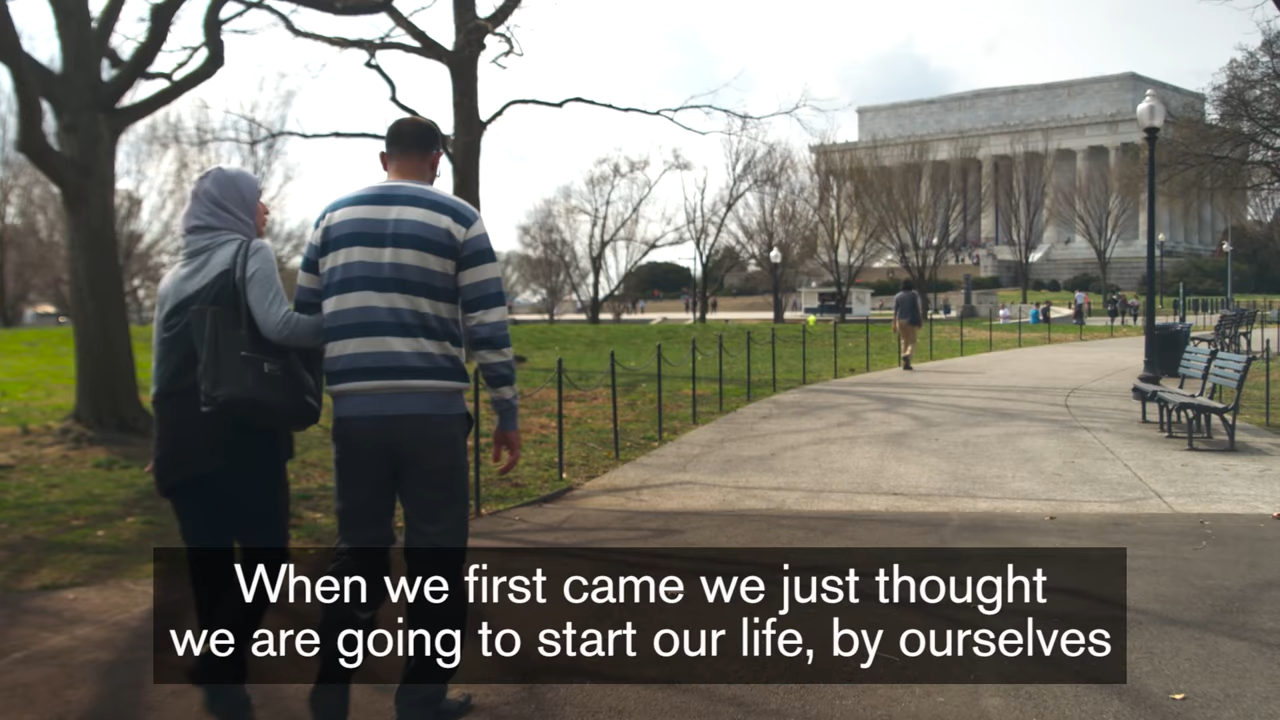 When we first came we just thought
we are going to start our life, by ourselves